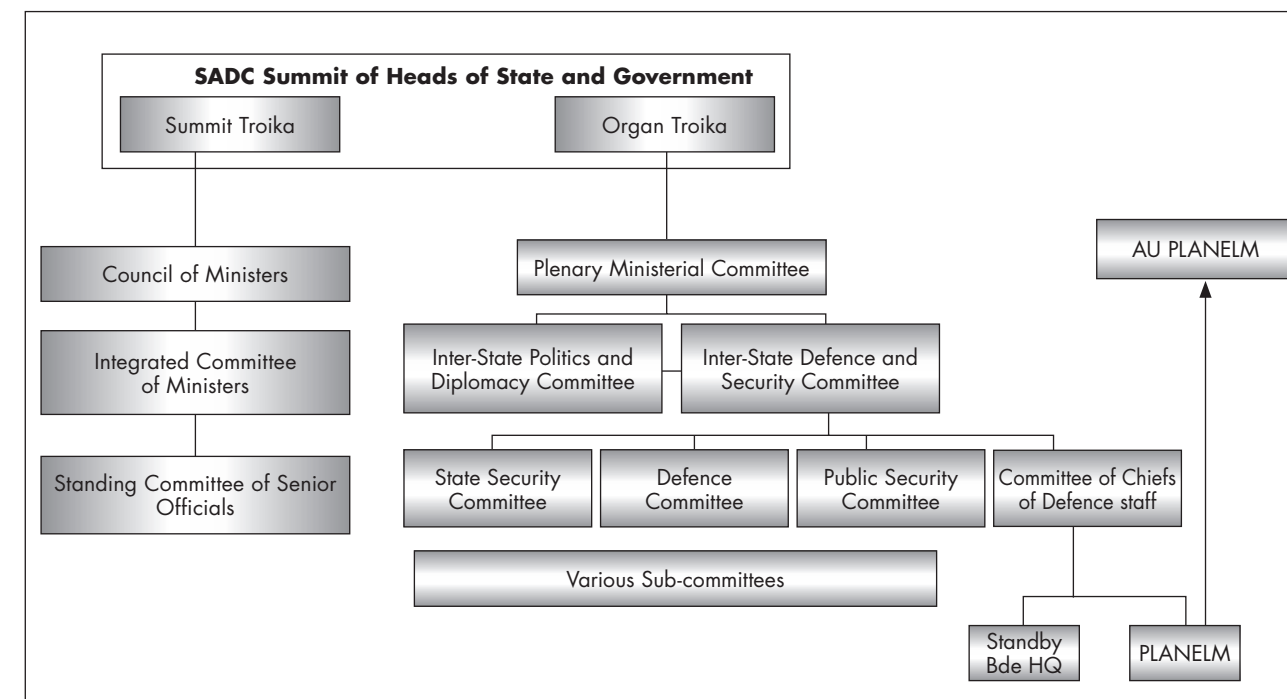 SADC Summit of Heads of State and Government
Summit Troika
Organ Troika
Council of Ministers
Plenary Ministerial Committee
AU PLANELM
Integrated Committee
of Ministers
Inter-State Politics and
Diplomacy Committee
Inter-State Defence and
Security Committee
Standing Committee of Senior
Officials
State Security
Committee
Defence
Committee
Public Security
Committee
Committee of Chiefs
of Defence staff
Various Sub-committees
Standby
Bde HQ
PLANELM